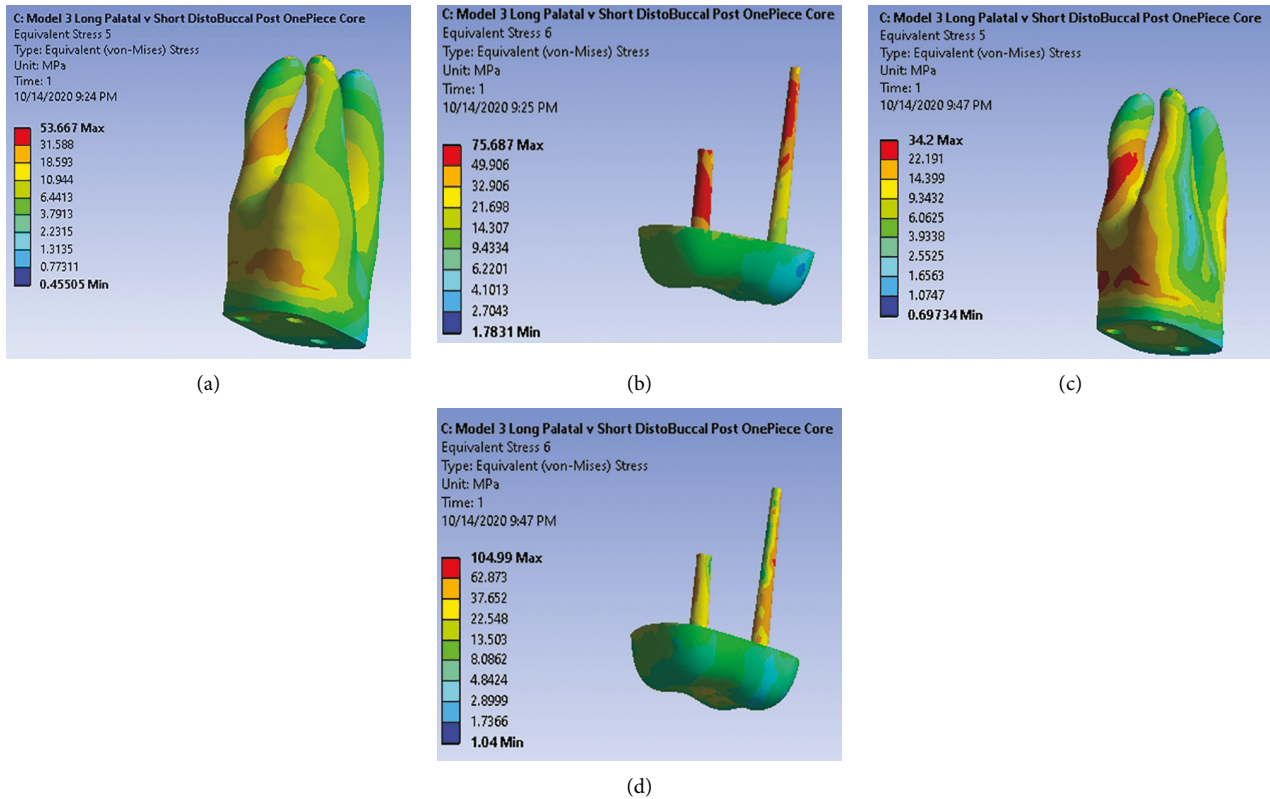 C: Model 3 Long Palatal v Short DistoBuccal Post OnePiece Core
Equivalent Stress 5
Type: Equivalent (von-Mises) Stress
Unit: MPa
Time: 1
10/14/2020 9:24 PM
53.667 Max
31.588
18.593
10.944
6.4413
3.7913
2.2315
1.3135
0.77311
0.45505 Min
(a)
C: Model 3 Long Palatal v Short DistoBuccal Post OnePiece Core
Equivalent Stress 6
Type: Equivalent (von-Mises) Stress
Unit: MPa
Time: 1
10/14/2020 9:25 PM
75.687 Max
49.906
32.906
21.698
14.307
9.4334
6.2201
4.1013
2.7043
1.7831 Min
(b)
C: Model 3 Long Palatal v Short DistoBuccal Post OnePiece Core
Equivalent Stress 5
Type: Equivalent (von-Mises) Stress
Unit: MPa
Time: 1
10/14/2020 9:47 PM
34.2 Max
22.191
14.399
9.3432
6.0625
3.9338
2.5525
1.6563
1.0747
0.69734 Min
(c)
C: Model 3 Long Palatal v Short DistoBuccal Post OnePiece Core
Equivalent Stress 6
Type: Equivalent (von-Mises) Stress
Unit: MPa
Time: 1
10/14/2020 9:47 PM
104.99 Max
62.873
37.652
22.548
13.503
8.0862
4.8424
2.8999
1.7366
1.04 Min
(d)